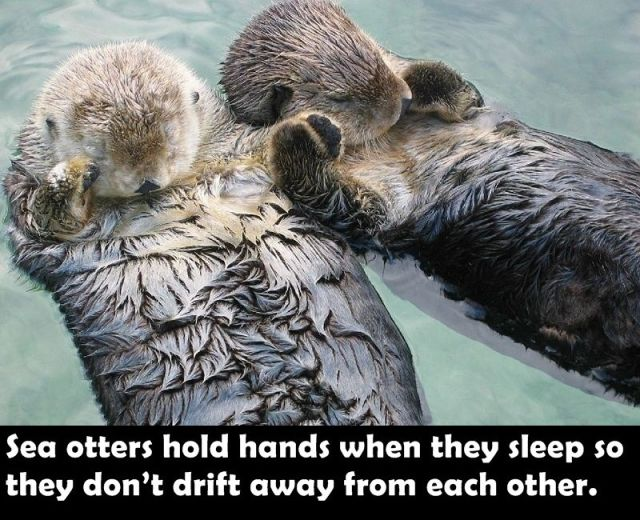 Sea otters hold hands when they sleep so
they don't drift away from each other.